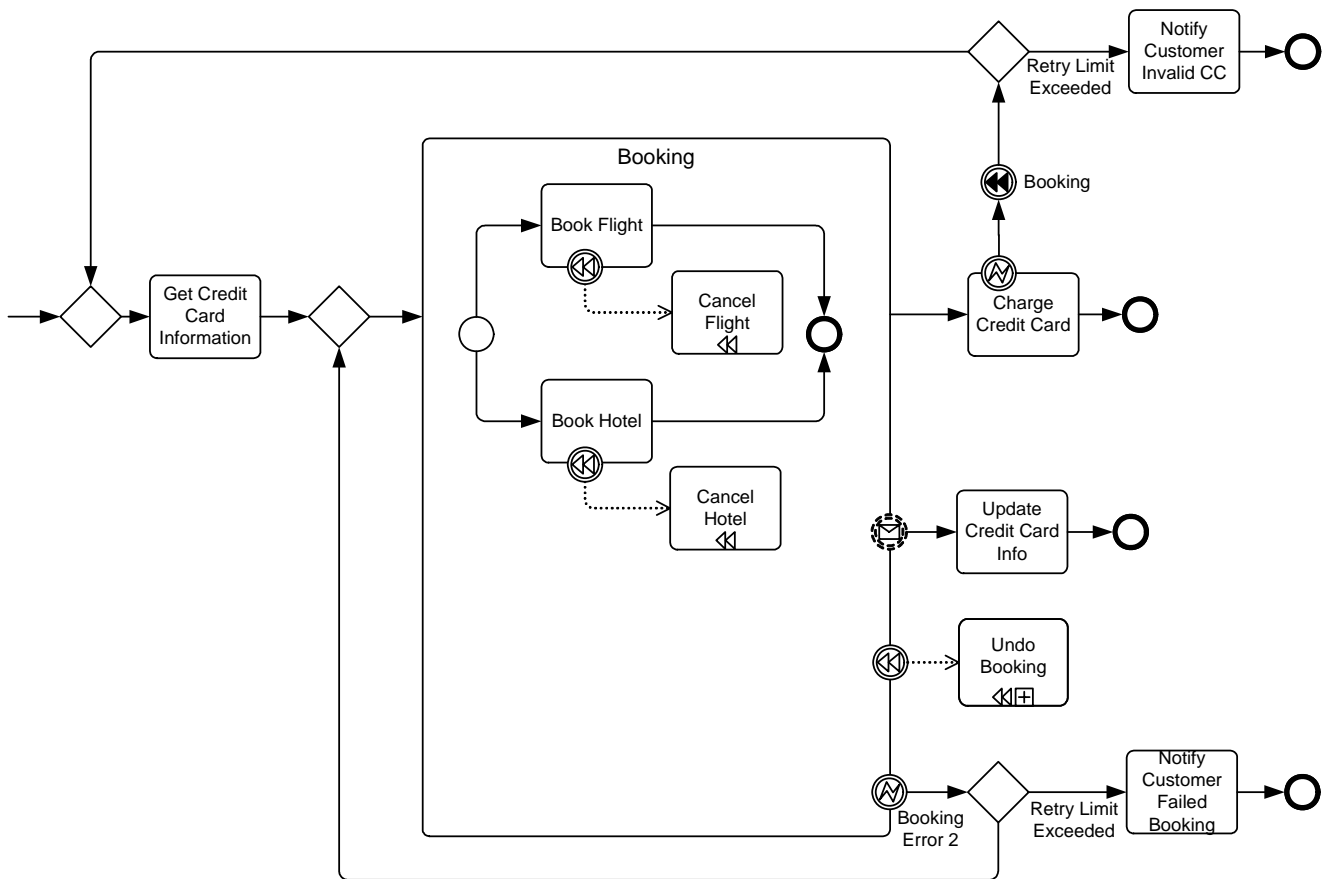 Notify
Customer
Invalid CC
Retry Limit
Exceeded
Booking
Booking
Book Flight
Get Credit
Card
Information
Cancel
Flight
Charge
Credit Card
Book Hotel
Cancel
Hotel
Update
Credit Card
Info
Undo
Booking
Notify
Customer
Failed
Booking
Retry Limit
Exceeded
Booking
Error 2